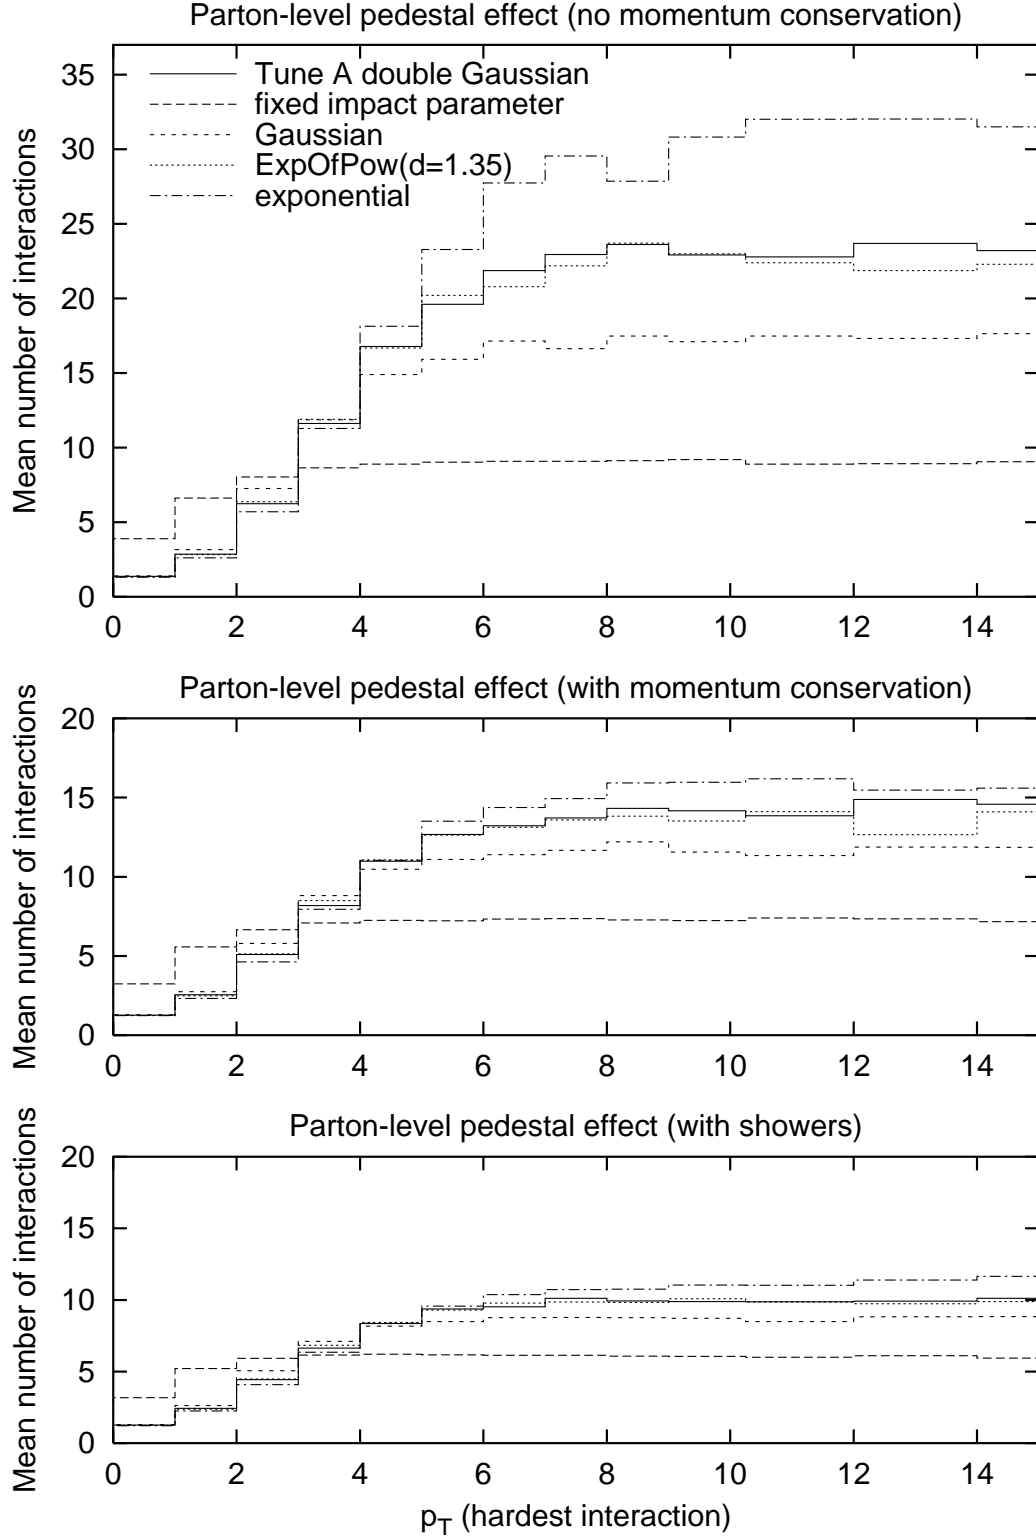 Parton-level pedestal effect (no momentum conservation)
Mean number of interactions
35
30
25
20
15
10
5
0
Tune A double Gaussian
fixed impact parameter
Gaussian
ExpOfPow(d=1.35)
exponential
0 2 4 6 8 10 12 14
Parton-level pedestal effect (with momentum conservation)
Mean number of interactions
20
15
10
5
0
0 2 4 6 8 10 12 14
Parton-level pedestal effect (with showers)
Mean number of interactions
20
15
10
5
0
0 2 4 6 8 10 12 14
p_T (hardest interaction)